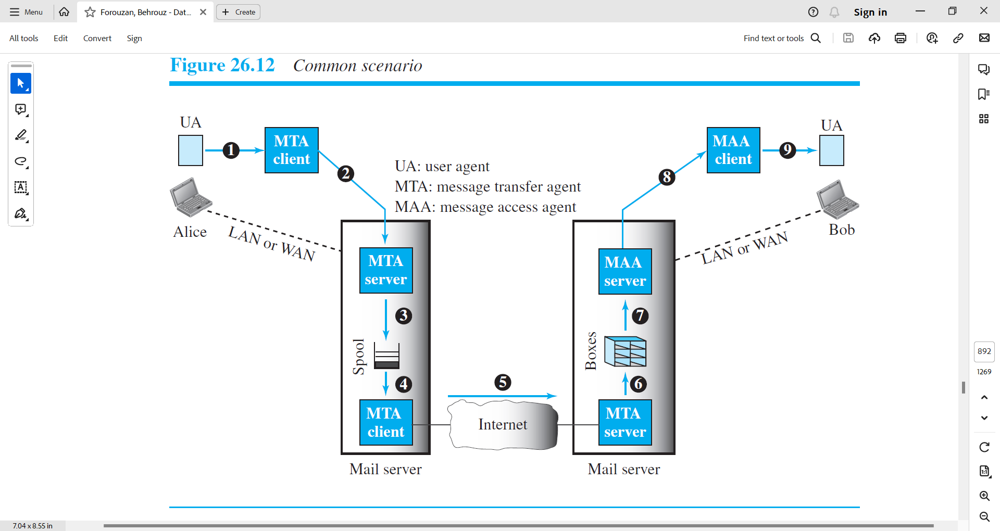 Menu
Forouzan, Behrouz - Dat...
Create
Sign in
All tools
Edit
Convert
Sign
Find text or tools
Figure 26.12 Common scenario
UA
MTA
client
1
2
UA: user agent
MTA: message transfer agent
MAA: message access agent
MAA
client
8
9
UA
Alice
LAN or WAN
Bob
LAN or WAN
MTA
server
3
Spool
4
MTA
client
Mail server
5
Internet
MAA
server
7
Boxes
6
MTA
server
Mail server
892
1269
1:1
7.04 x 8.55 in